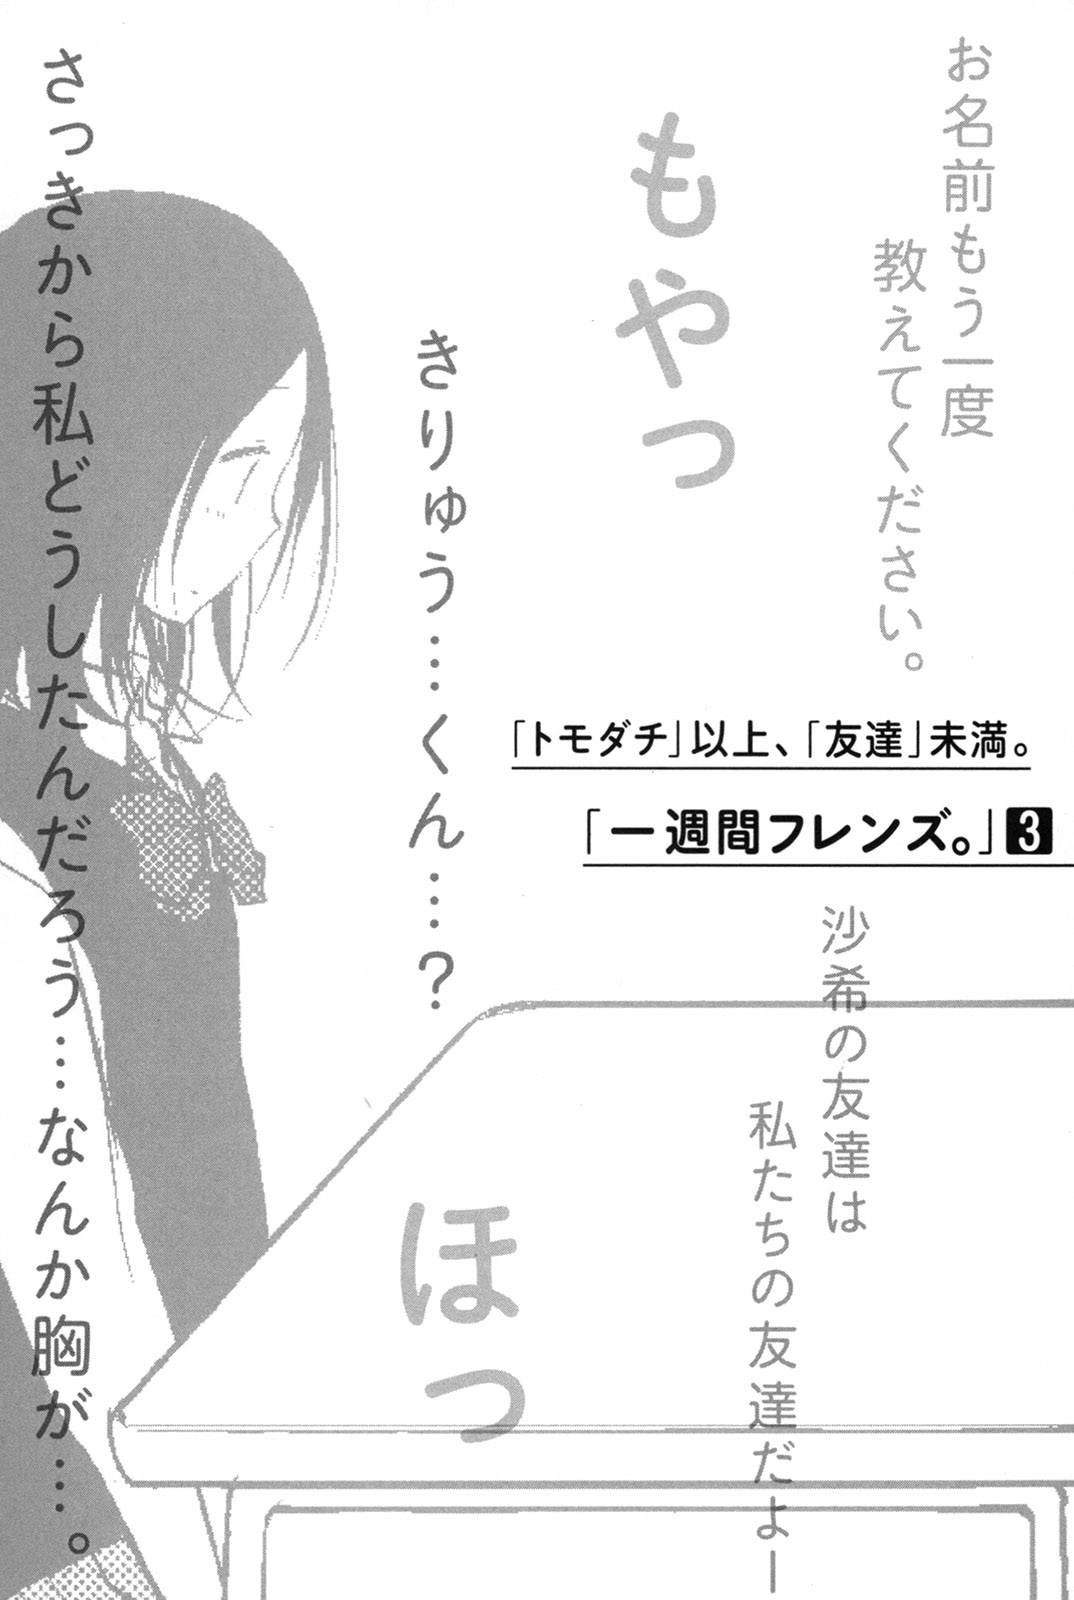 お名前もう一度
教えてください。
もやっ
「トモダチ」以上、「友達」未満。
「一週間フレンズ。」3
沙希の友達は
私たちの友達だよー
きりゅう…くん…?
ほっ
さっきから私どうしたんだろう…なんか胸が…。